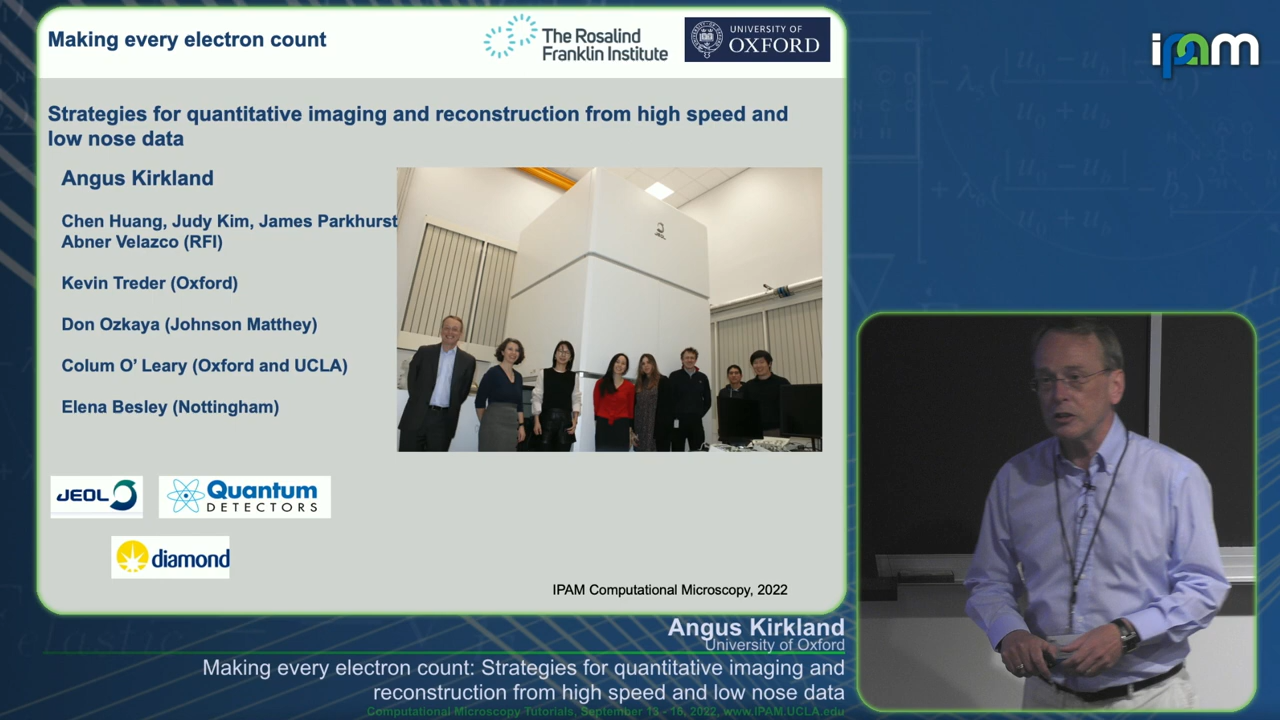 Making every electron count
The Rosalind
Franklin Institute
UNIVERSITY OF
OXFORD
ipam
Strategies for quantitative imaging and reconstruction from high speed and
low nose data
Angus Kirkland
Chen Huang, Judy Kim, James Parkhurst
Abner Velazco (RFI)
Kevin Treder (Oxford)
Don Ozkaya (Johnson Matthey)
Colum O' Leary (Oxford and UCLA)
Elena Besley (Nottingham)
JEOL
Quantum
DETECTORS
diamond
IPAM Computational Microscopy, 2022
Angus Kirkland
University of Oxford
Making every electron count: Strategies for quantitative imaging and
reconstruction from high speed and low nose data
Computational Microscopy Tutorials, September 13 - 16, 2022, www.IPAM.UCLA.edu